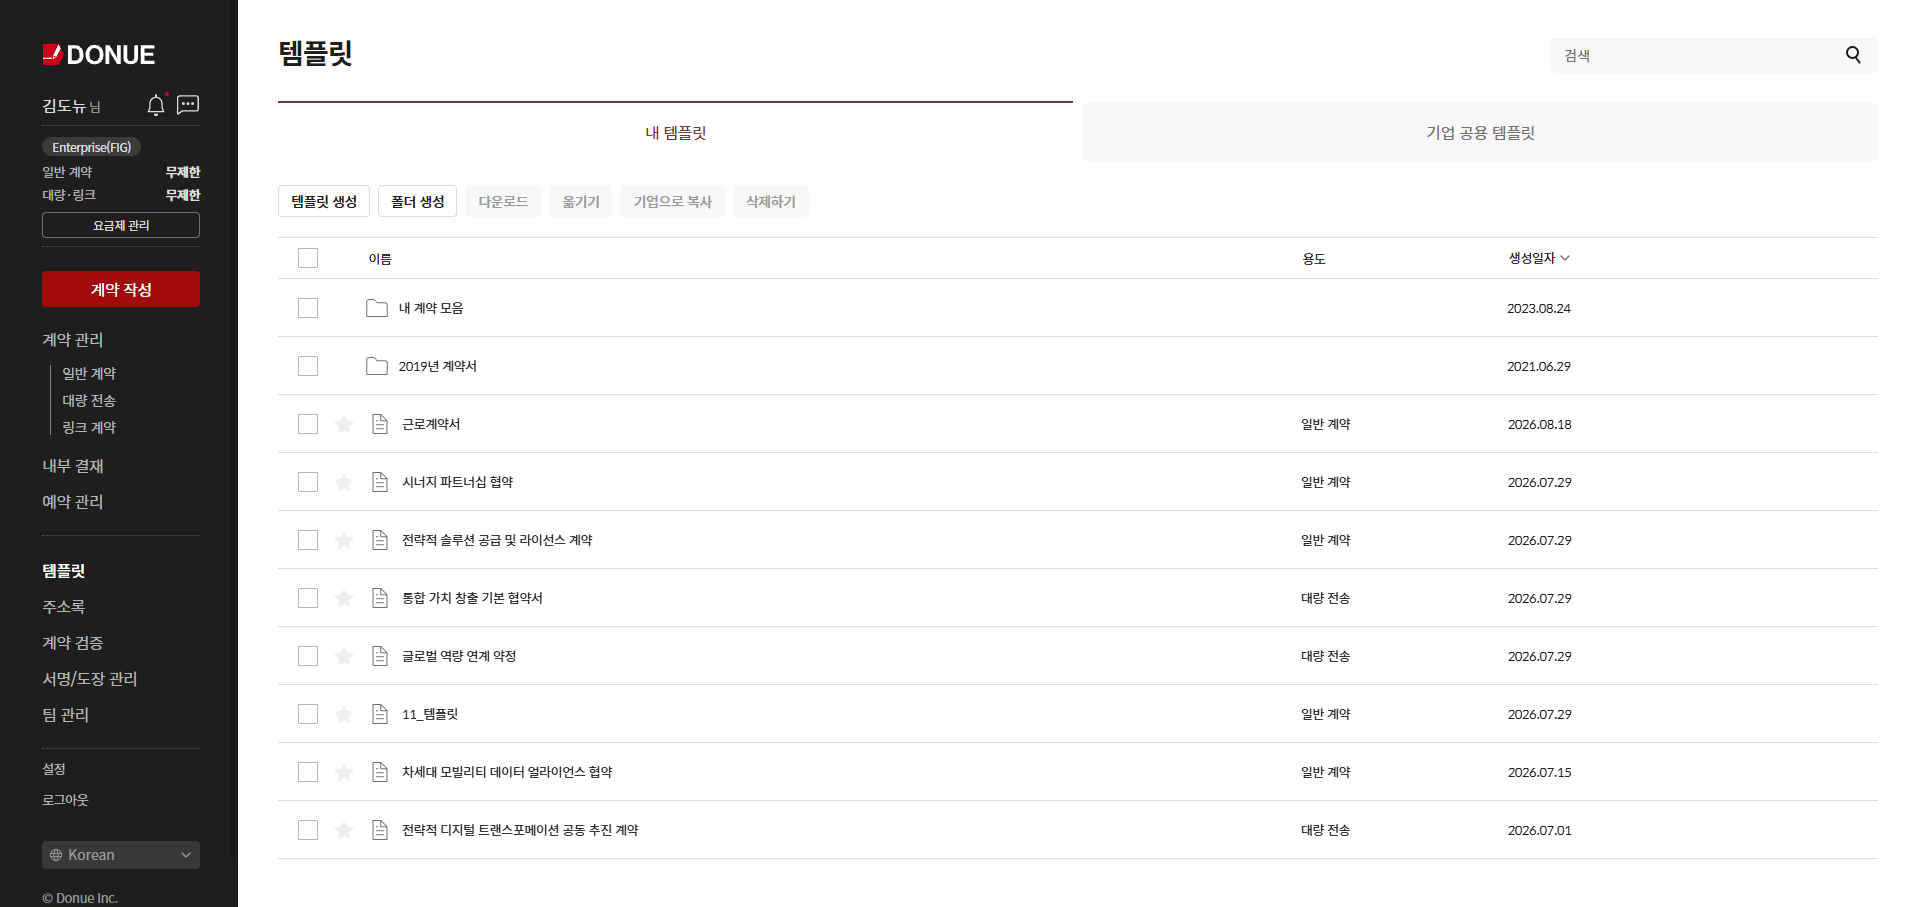 DONUE
김도뉴 님
Enterprise(FIG)
일반 계약 무제한
대량·링크 무제한
요금제 관리
계약 작성
계약 관리
일반 계약
대량 전송
링크 계약
내부 결재
예약 관리
템플릿
주소록
계약 검증
서명/도장 관리
팀 관리
설정
로그아웃
Korean
© Donue Inc.
템플릿
검색
내 템플릿 기업 공용 템플릿
템플릿 생성 폴더 생성 다운로드 옮기기 기업으로 복사 삭제하기
이름 용도 생성일자
내 계약 모음 2023.08.24
2019년 계약서 2021.06.29
근로계약서 일반 계약 2026.08.18
시너지 파트너십 협약 일반 계약 2026.07.29
전략적 솔루션 공급 및 라이선스 계약 일반 계약 2026.07.29
통합 가치 창출 기본 협약서 대량 전송 2026.07.29
글로벌 역량 연계 약정 대량 전송 2026.07.29
11_템플릿 일반 계약 2026.07.29
차세대 모빌리티 데이터 얼라이언스 협약 일반 계약 2026.07.15
전략적 디지털 트랜스포메이션 공동 추진 계약 대량 전송 2026.07.01